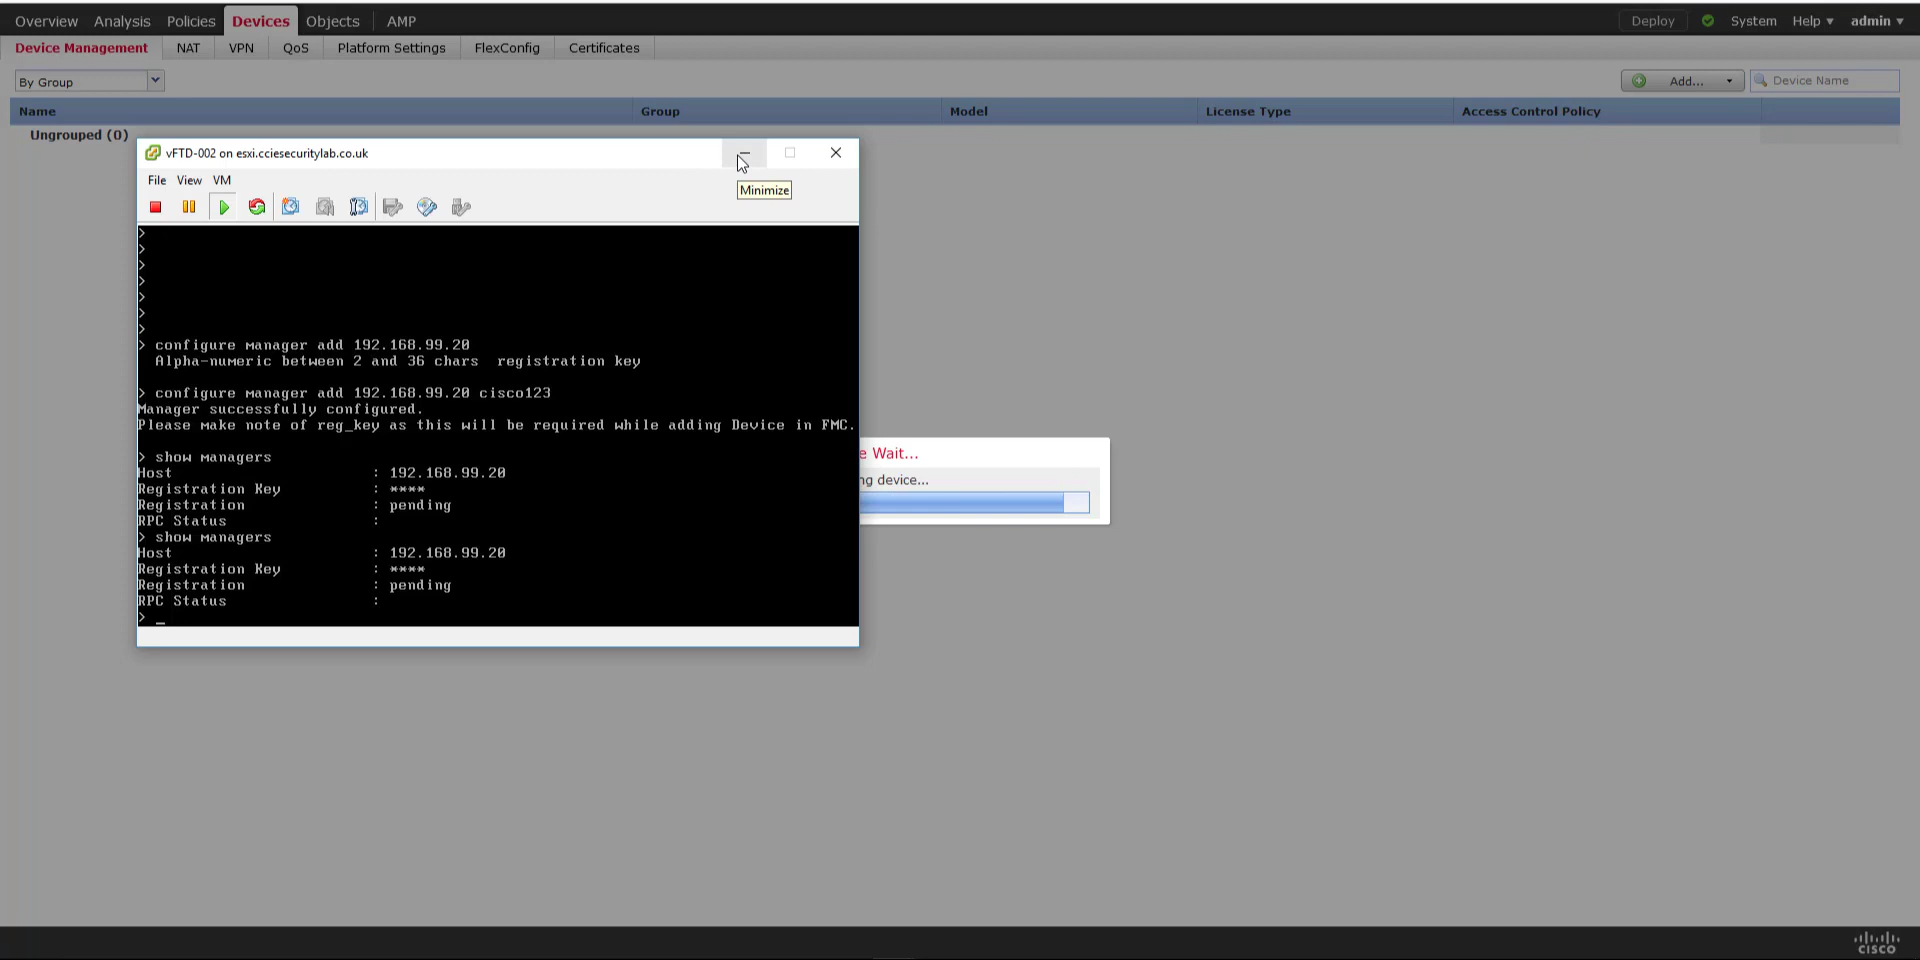 Overview Analysis Policies Devices Objects AMP Deploy System Help admin
Device Management NAT VPN QoS Platform Settings FlexConfig Certificates
By Group Add... Device Name
Name Group Model License Type Access Control Policy
Ungrouped (0)
vFTD-002 on esxi.cciesecuritylab.co.uk
File View VM
Minimize
>
>
>
>
>
>
>
> configure manager add 192.168.99.20
Alpha-numeric between 2 and 36 chars registration key
> configure manager add 192.168.99.20 cisco123
Manager successfully configured.
Please make note of reg_key as this will be required while adding Device in FMC.
> show managers
Host : 192.168.99.20
Registration Key : ****
Registration : pending
RPC Status :
> show managers
Host : 192.168.99.20
Registration Key : ****
Registration : pending
RPC Status :
> _
e Wait...
ng device...
cisco